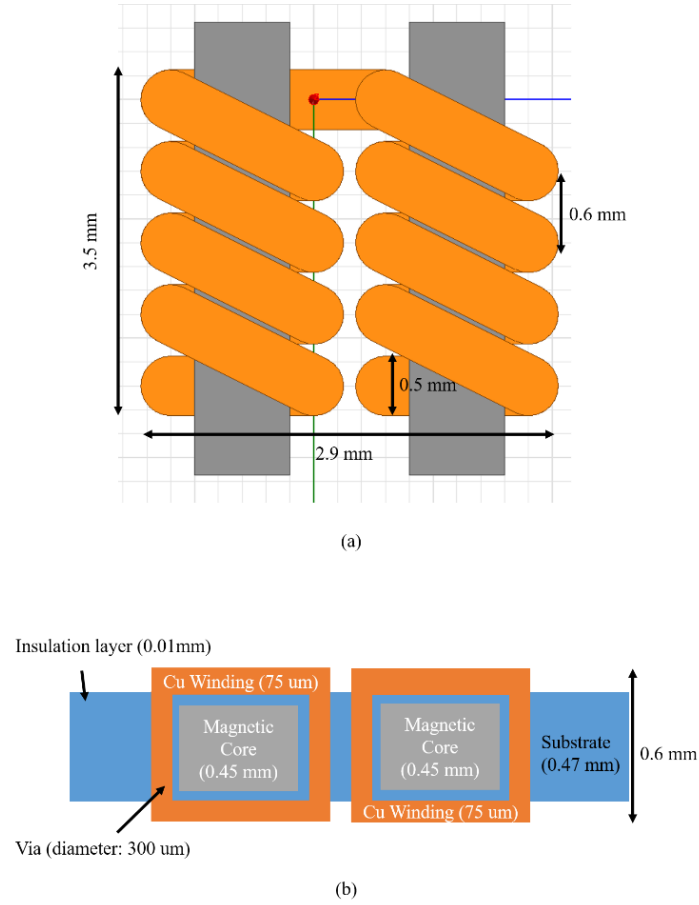 3.5 mm
0.6 mm
0.5 mm
2.9 mm
(a)
Insulation layer (0.01mm)
Cu Winding (75 um)
Magnetic
Core
(0.45 mm)
Magnetic
Core
(0.45 mm)
Substrate
(0.47 mm)
0.6 mm
Cu Winding (75 um)
Via (diameter: 300 um)
(b)